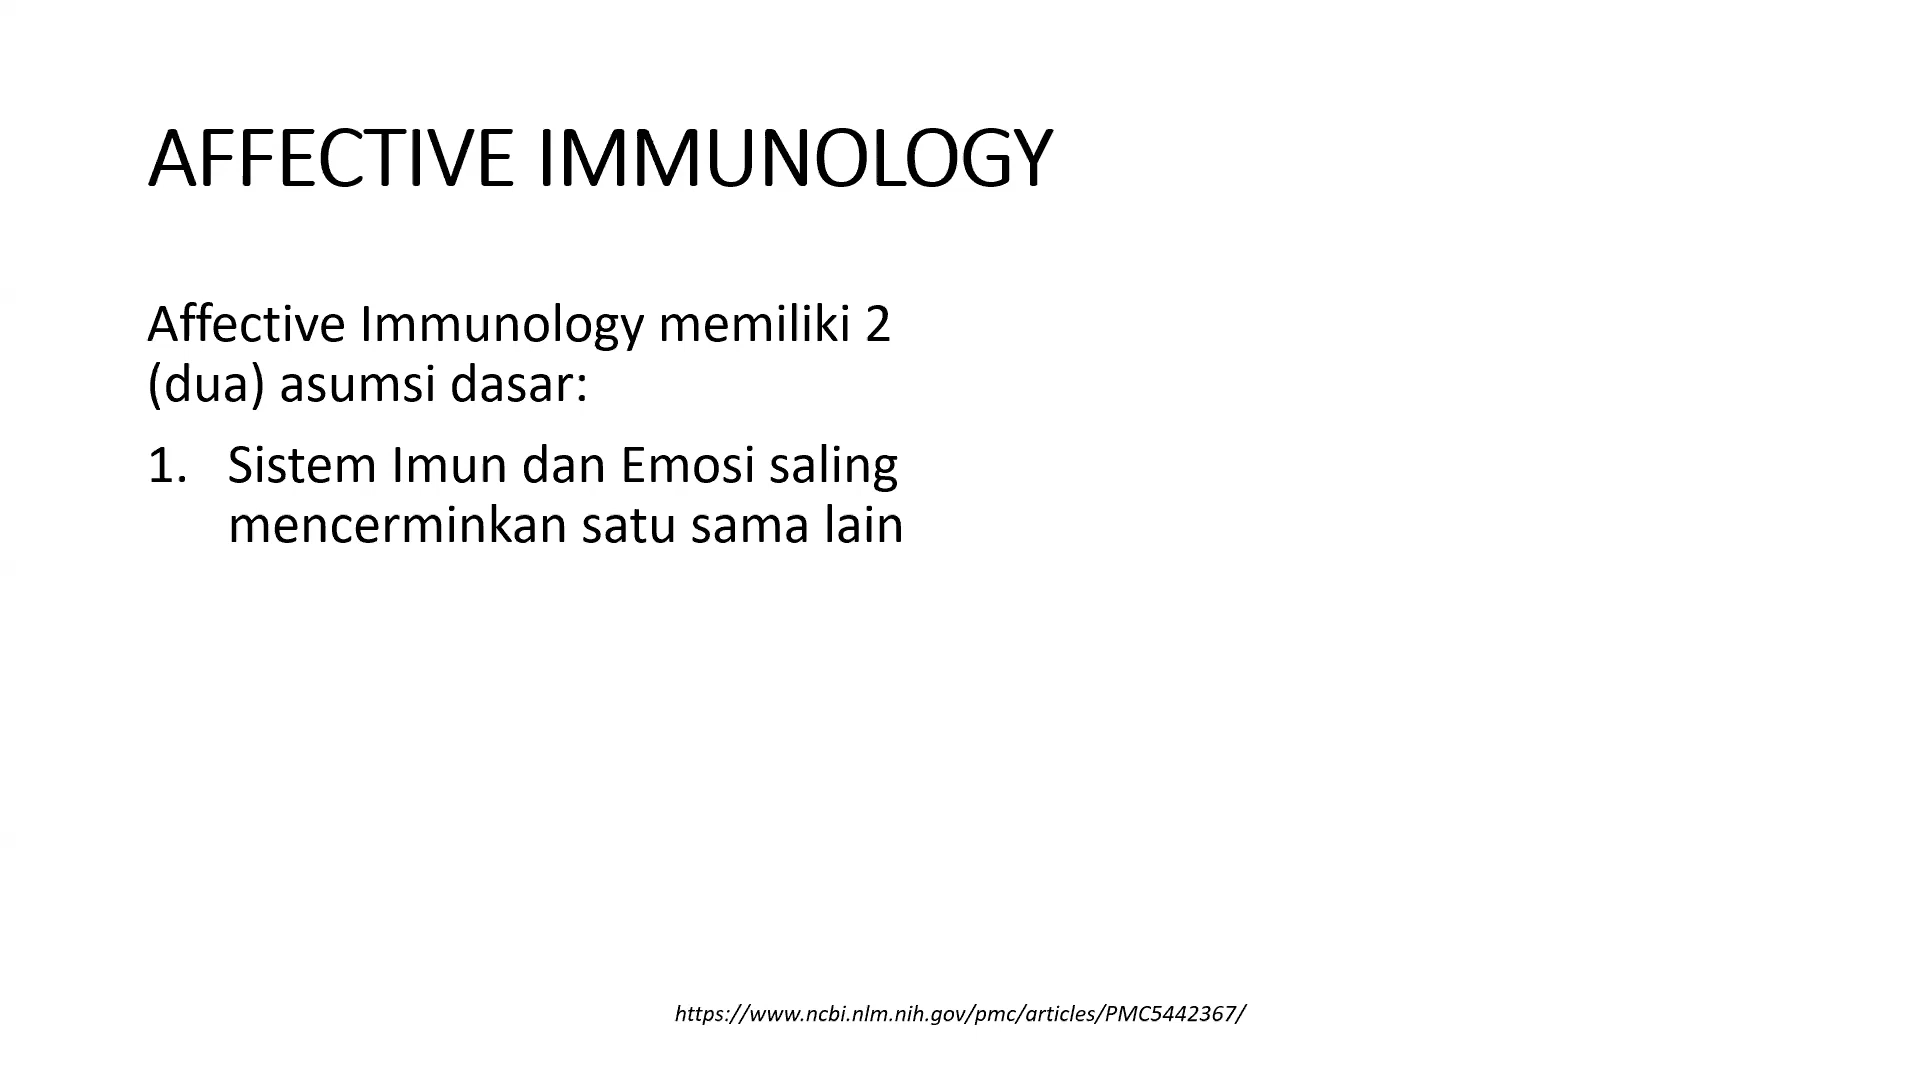 AFFECTIVE IMMUNOLOGY
Affective Immunology memiliki 2
(dua) asumsi dasar:
1. Sistem Imun dan Emosi saling
mencerminkan satu sama lain
https://www.ncbi.nlm.nih.gov/pmc/articles/PMC5442367/